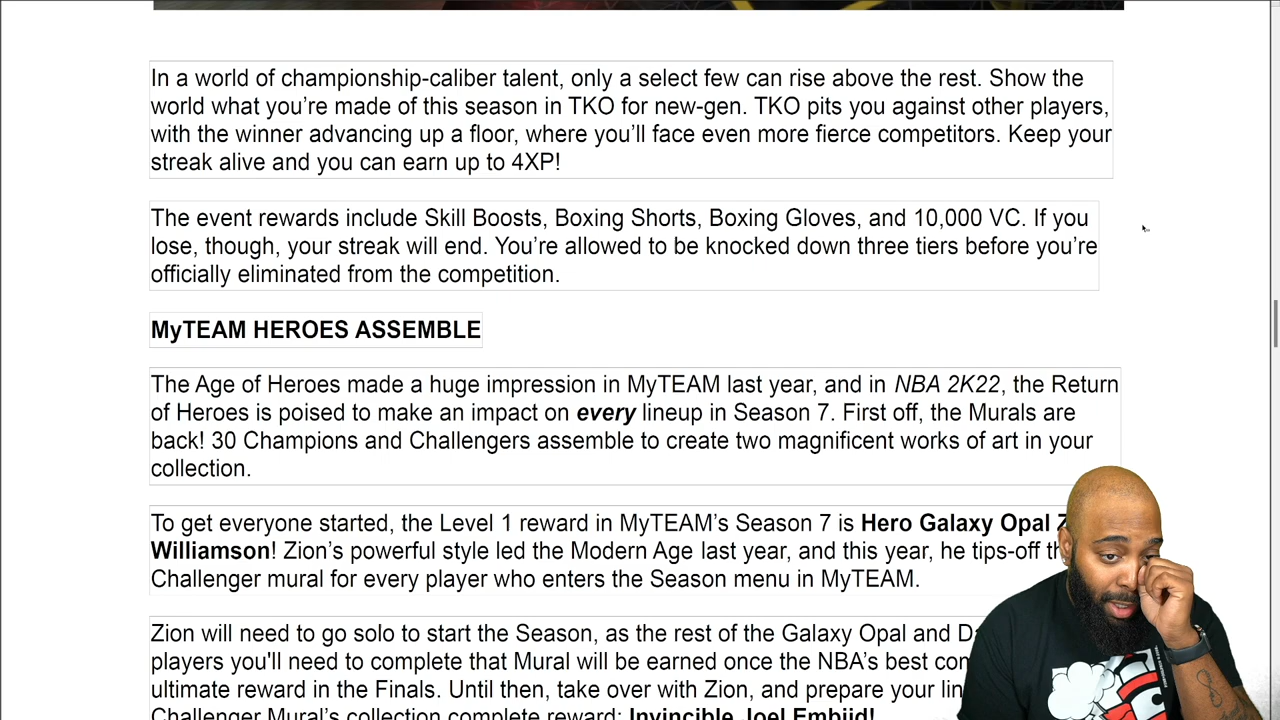 In a world of championship-caliber talent, only a select few can rise above the rest. Show the
world what you're made of this season in TKO for new-gen. TKO pits you against other players,
with the winner advancing up a floor, where you'll face even more fierce competitors. Keep your
streak alive and you can earn up to 4XP!
The event rewards include Skill Boosts, Boxing Shorts, Boxing Gloves, and 10,000 VC. If you
lose, though, your streak will end. You're allowed to be knocked down three tiers before you're
officially eliminated from the competition.
MyTEAM HEROES ASSEMBLE
The Age of Heroes made a huge impression in MyTEAM last year, and in NBA 2K22, the Return
of Heroes is poised to make an impact on every lineup in Season 7. First off, the Murals are
back! 30 Champions and Challengers assemble to create two magnificent works of art in your
collection.
To get everyone started, the Level 1 reward in MyTEAM's Season 7 is Hero Galaxy Opal
Williamson! Zion's powerful style led the Modern Age last year, and this year, he tips-off
Challenger mural for every player who enters the Season menu in MyTEAM.
Zion will need to go solo to start the Season, as the rest of the Galaxy Opal and
players you'll need to complete that Mural will be earned once the NBA's best
ultimate reward in the Finals. Until then, take over with Zion, and prepare your
Challenger Mural's collection complete reward: Invincible Joel Embiid!